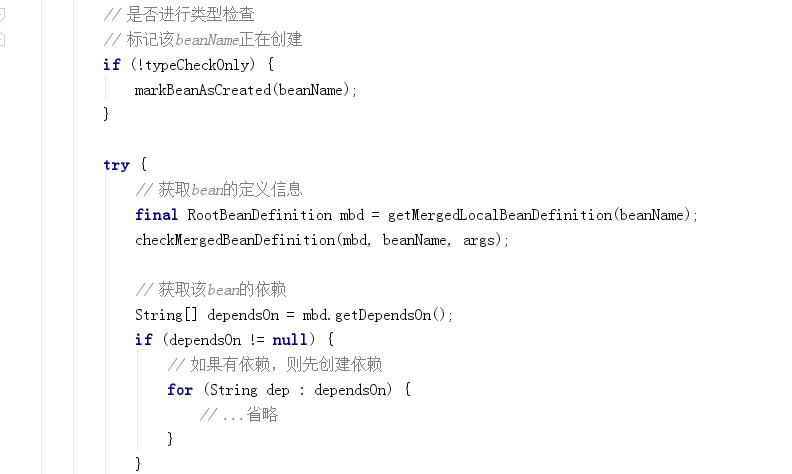 // 是否进行类型检查
// 标记该beanName正在创建
if (!typeCheckOnly) {
markBeanAsCreated(beanName);
}
try {
// 获取bean的定义信息
final RootBeanDefinition mbd = getMergedLocalBeanDefinition(beanName);
checkMergedBeanDefinition(mbd, beanName, args);
// 获取该bean的依赖
String[] dependsOn = mbd.getDependsOn();
if (dependsOn != null) {
// 如果有依赖，则先创建依赖
for (String dep : dependsOn) {
// ...省略
}
}